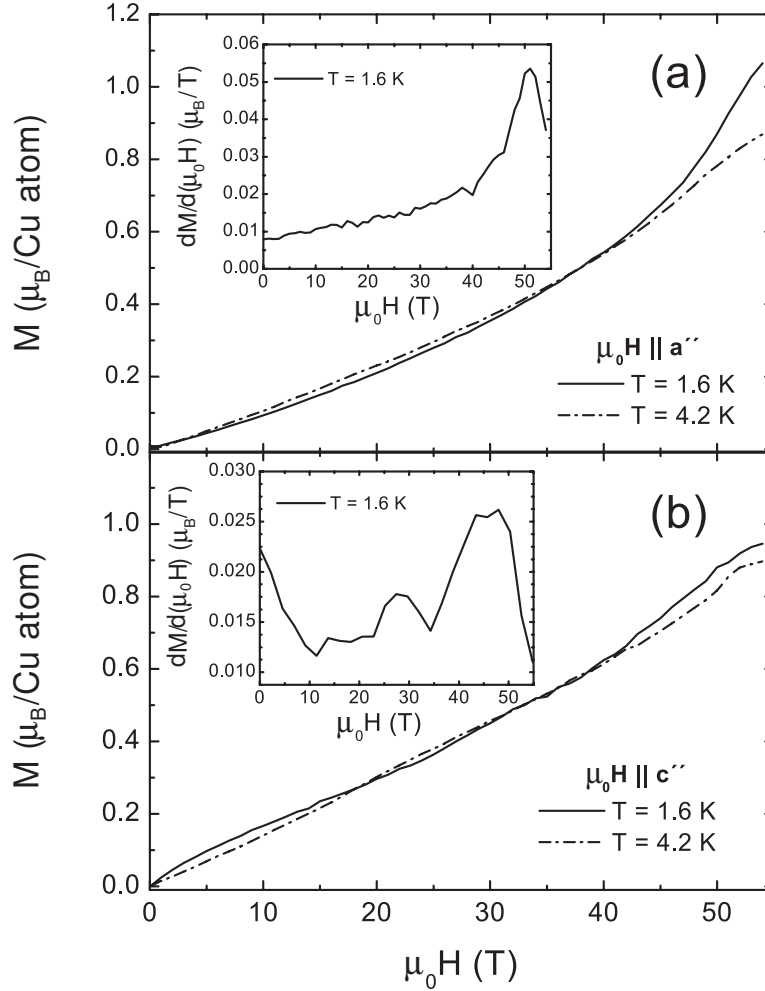 1.2
1.0
0.8
0.6
0.4
0.2
0.0
M (μB/Cu atom)
(a)
0.06
0.05
0.04
0.03
0.02
0.01
0.00
dM/d(μ0H) (μB/T)
T = 1.6 K
0 10 20 30 40 50
μ0H (T)
μ0H || a´´
T = 1.6 K
T = 4.2 K
1.0
0.8
0.6
0.4
0.2
0.0
M (μB/Cu atom)
(b)
0.030
0.025
0.020
0.015
0.010
dM/d(μ0H) (μB/T)
T = 1.6 K
0 10 20 30 40 50
μ0H (T)
μ0H || c´´
T = 1.6 K
T = 4.2 K
0 10 20 30 40 50
μ0H (T)